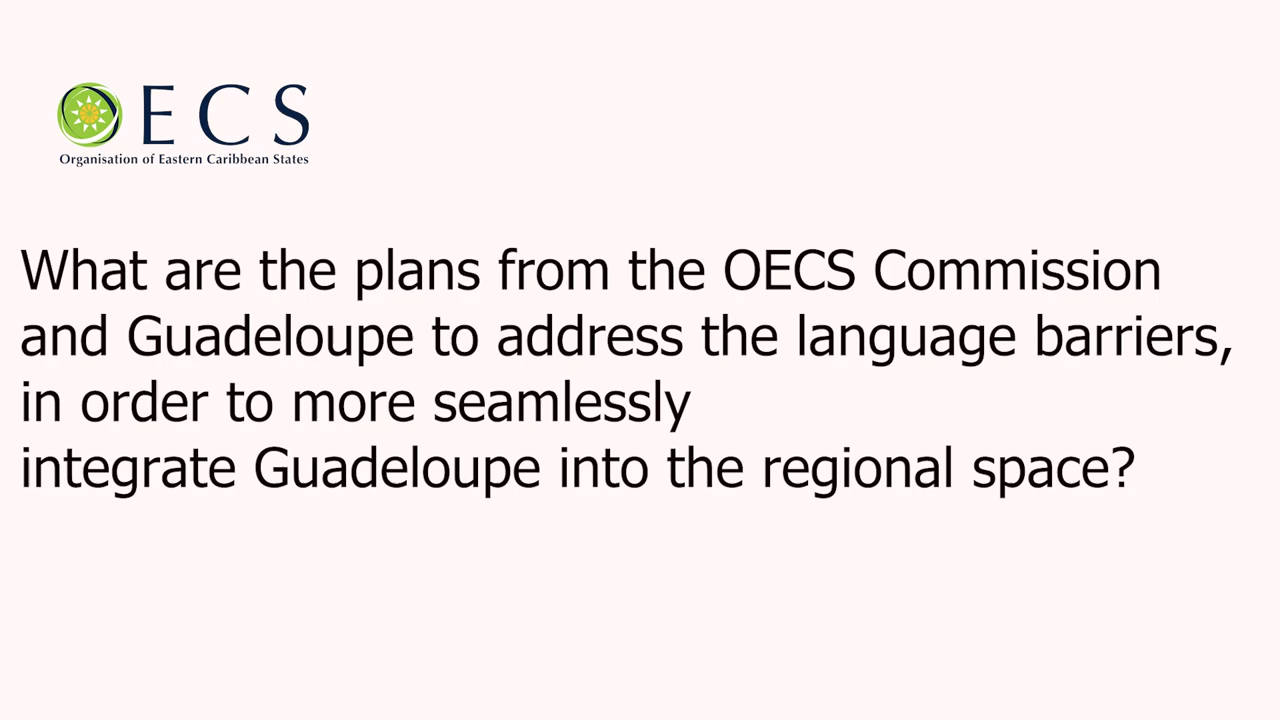 OECS
Organisation of Eastern Caribbean States
What are the plans from the OECS Commission
and Guadeloupe to address the language barriers,
in order to more seamlessly
integrate Guadeloupe into the regional space?